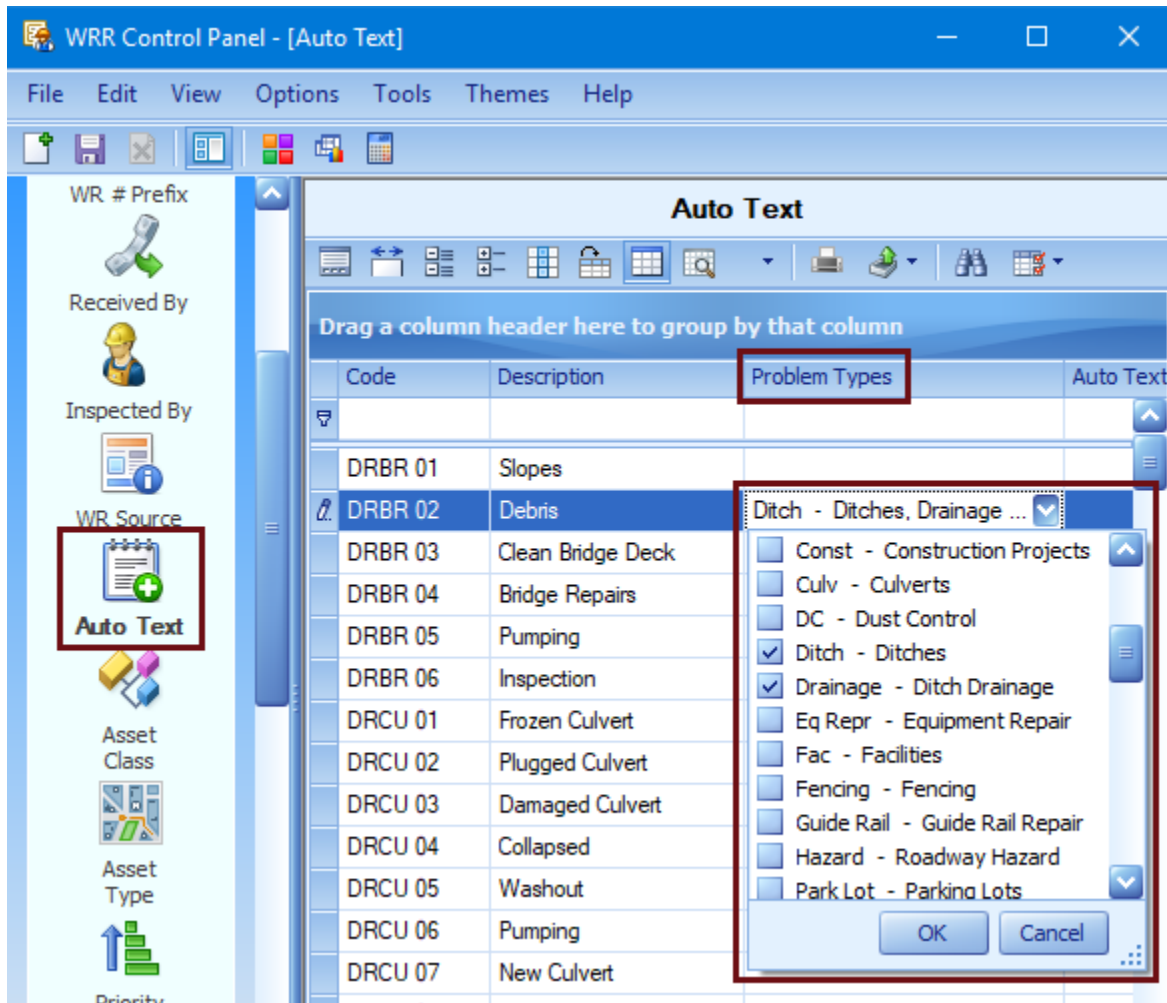 WRR Control Panel - [Auto Text]
File Edit View Options Tools Themes Help
WR # Prefix
Received By
Inspected By
WR Source
Auto Text
Asset
Class
Asset
Type
Priority
Auto Text
Drag a column header here to group by that column
Code Description Problem Types Auto Text
DRBR 01 Slopes
DRBR 02 Debris Ditch - Ditches, Drainage ...
DRBR 03 Clean Bridge Deck
DRBR 04 Bridge Repairs
DRBR 05 Pumping
DRBR 06 Inspection
DRCU 01 Frozen Culvert
DRCU 02 Plugged Culvert
DRCU 03 Damaged Culvert
DRCU 04 Collapsed
DRCU 05 Washout
DRCU 06 Pumping
DRCU 07 New Culvert
Const - Construction Projects
Culv - Culverts
DC - Dust Control
Ditch - Ditches
Drainage - Ditch Drainage
Eq Repr - Equipment Repair
Fac - Facilities
Fencing - Fencing
Guide Rail - Guide Rail Repair
Hazard - Roadway Hazard
Park Lot - Parking Lots
OK Cancel